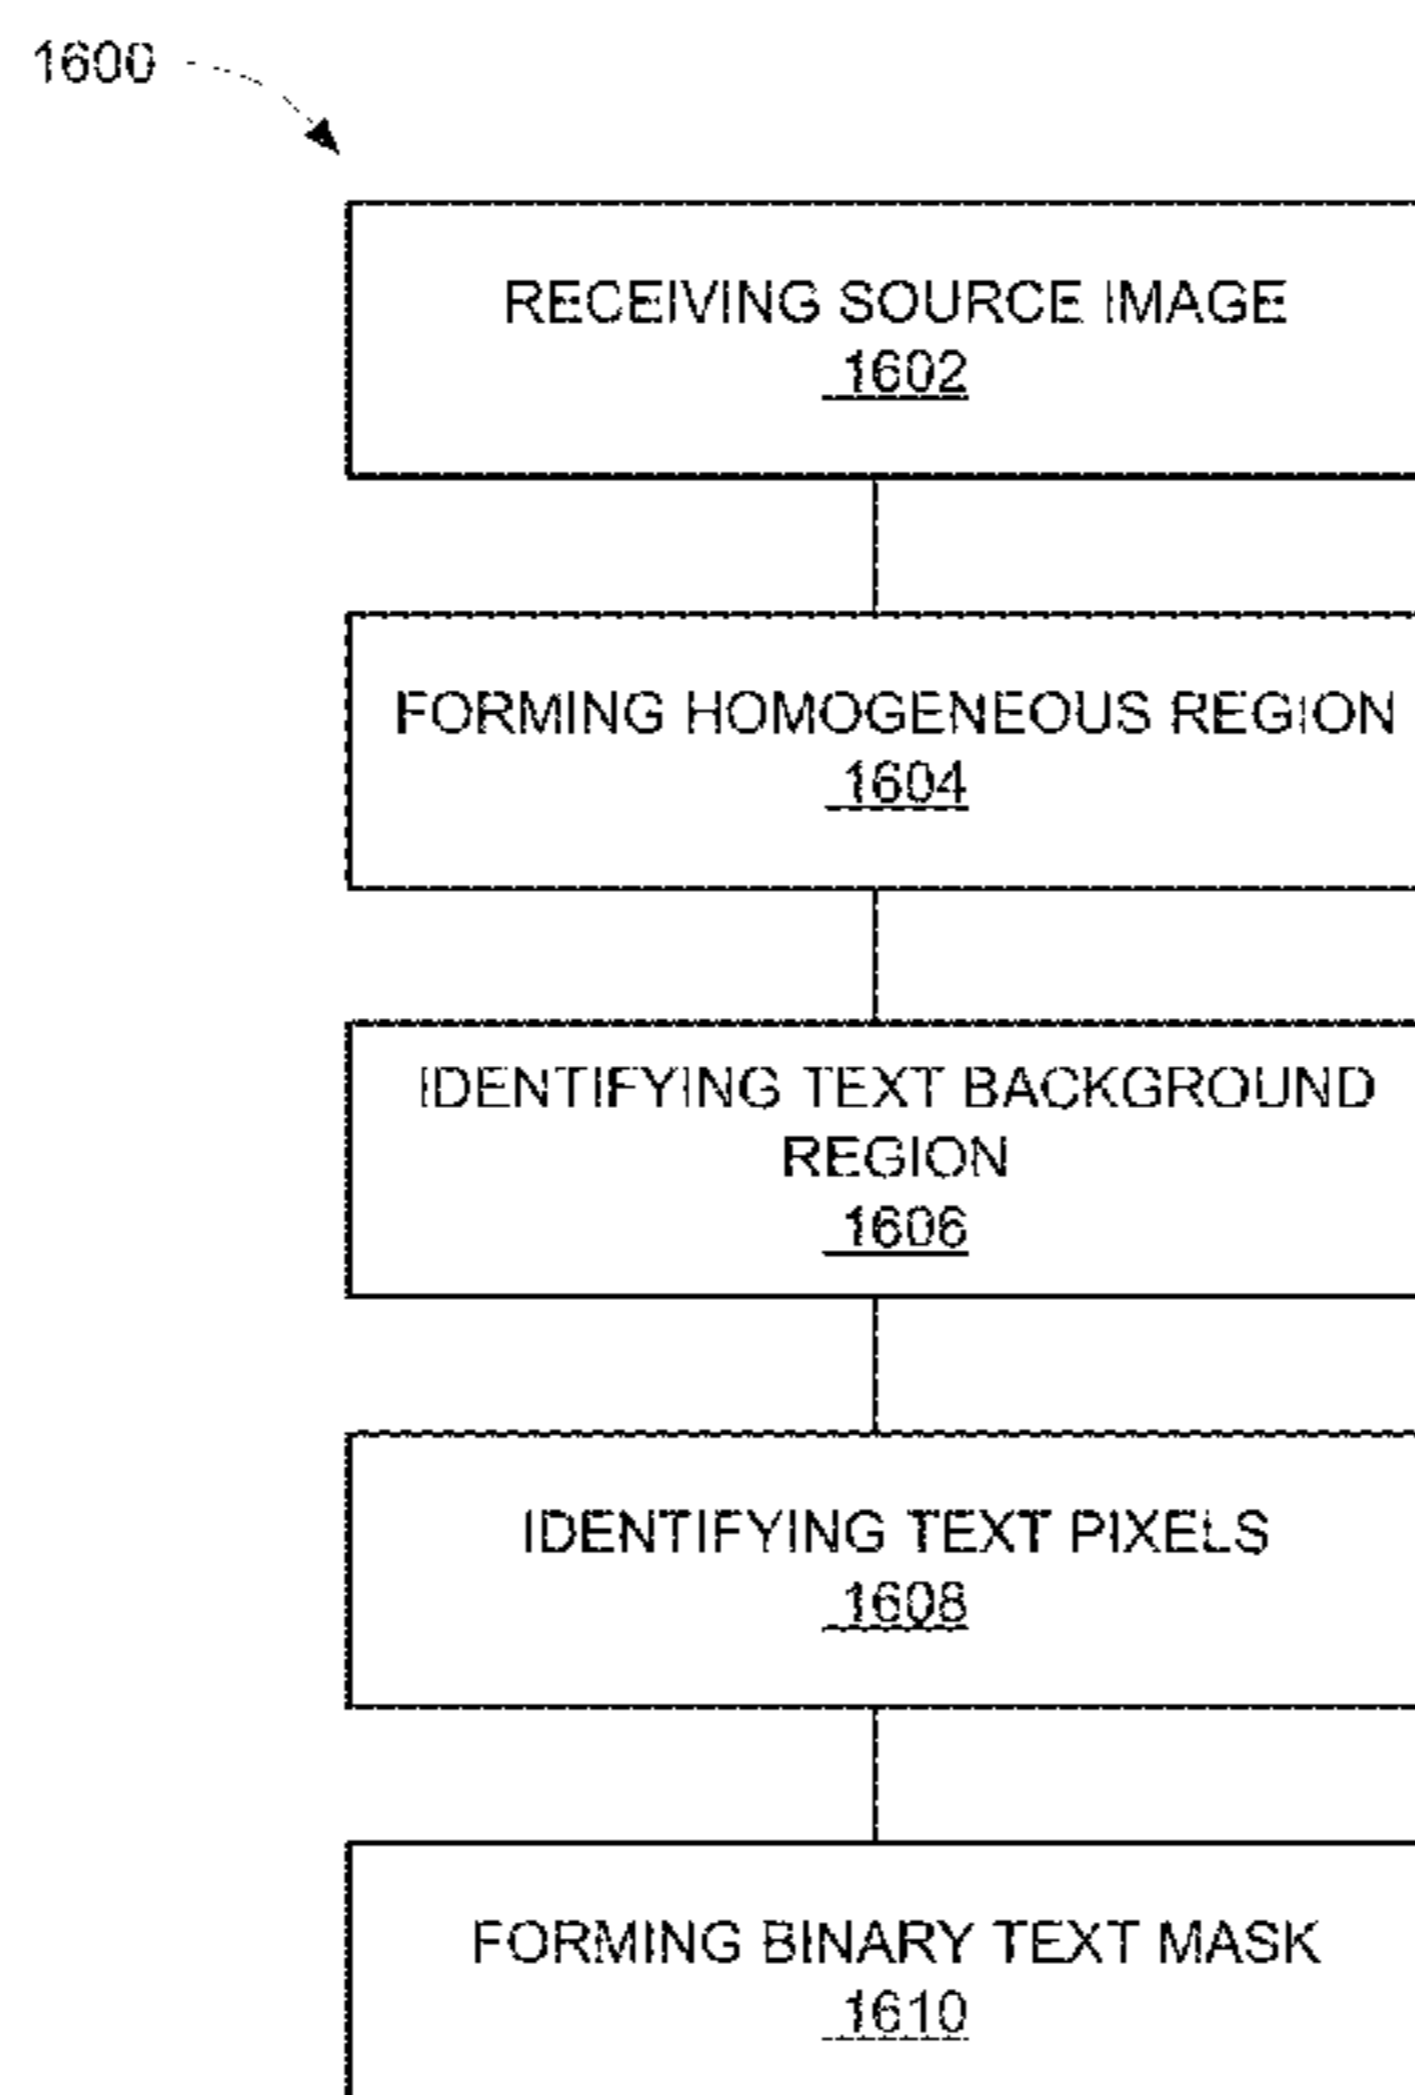 1600
RECEIVING SOURCE IMAGE
1602
FORMING HOMOGENEOUS REGION
1604
IDENTIFYING TEXT BACKGROUND
REGION
1606
IDENTIFYING TEXT PIXELS
1608
FORMING BINARY TEXT MASK
1610